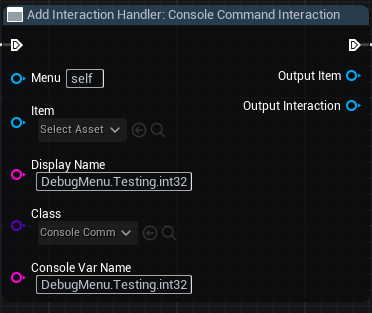 Add Interaction Handler: Console Command Interaction
Menu self
Output Item
Item
Output Interaction
Select Asset
Display Name
DebugMenu.Testing.int32
Class
Console Comm
Console Var Name
DebugMenu.Testing.int32